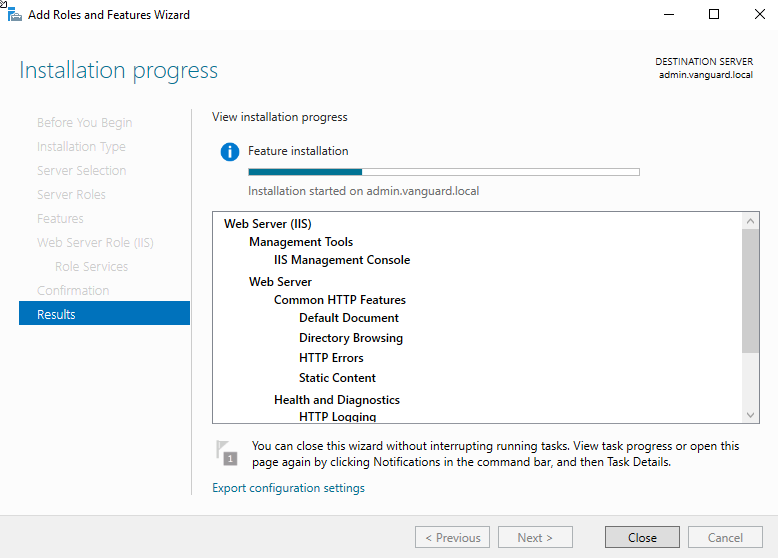 Add Roles and Features Wizard
Installation progress
DESTINATION SERVER
admin.vanguard.local
Before You Begin
Installation Type
Server Selection
Server Roles
Features
Web Server Role (IIS)
Role Services
Confirmation
Results
View installation progress
Feature installation
Installation started on admin.vanguard.local
Web Server (IIS)
Management Tools
IIS Management Console
Web Server
Common HTTP Features
Default Document
Directory Browsing
HTTP Errors
Static Content
Health and Diagnostics
HTTP Logging
1
You can close this wizard without interrupting running tasks. View task progress or open this
page again by clicking Notifications in the command bar, and then Task Details.
Export configuration settings
< Previous
Next >
Close
Cancel